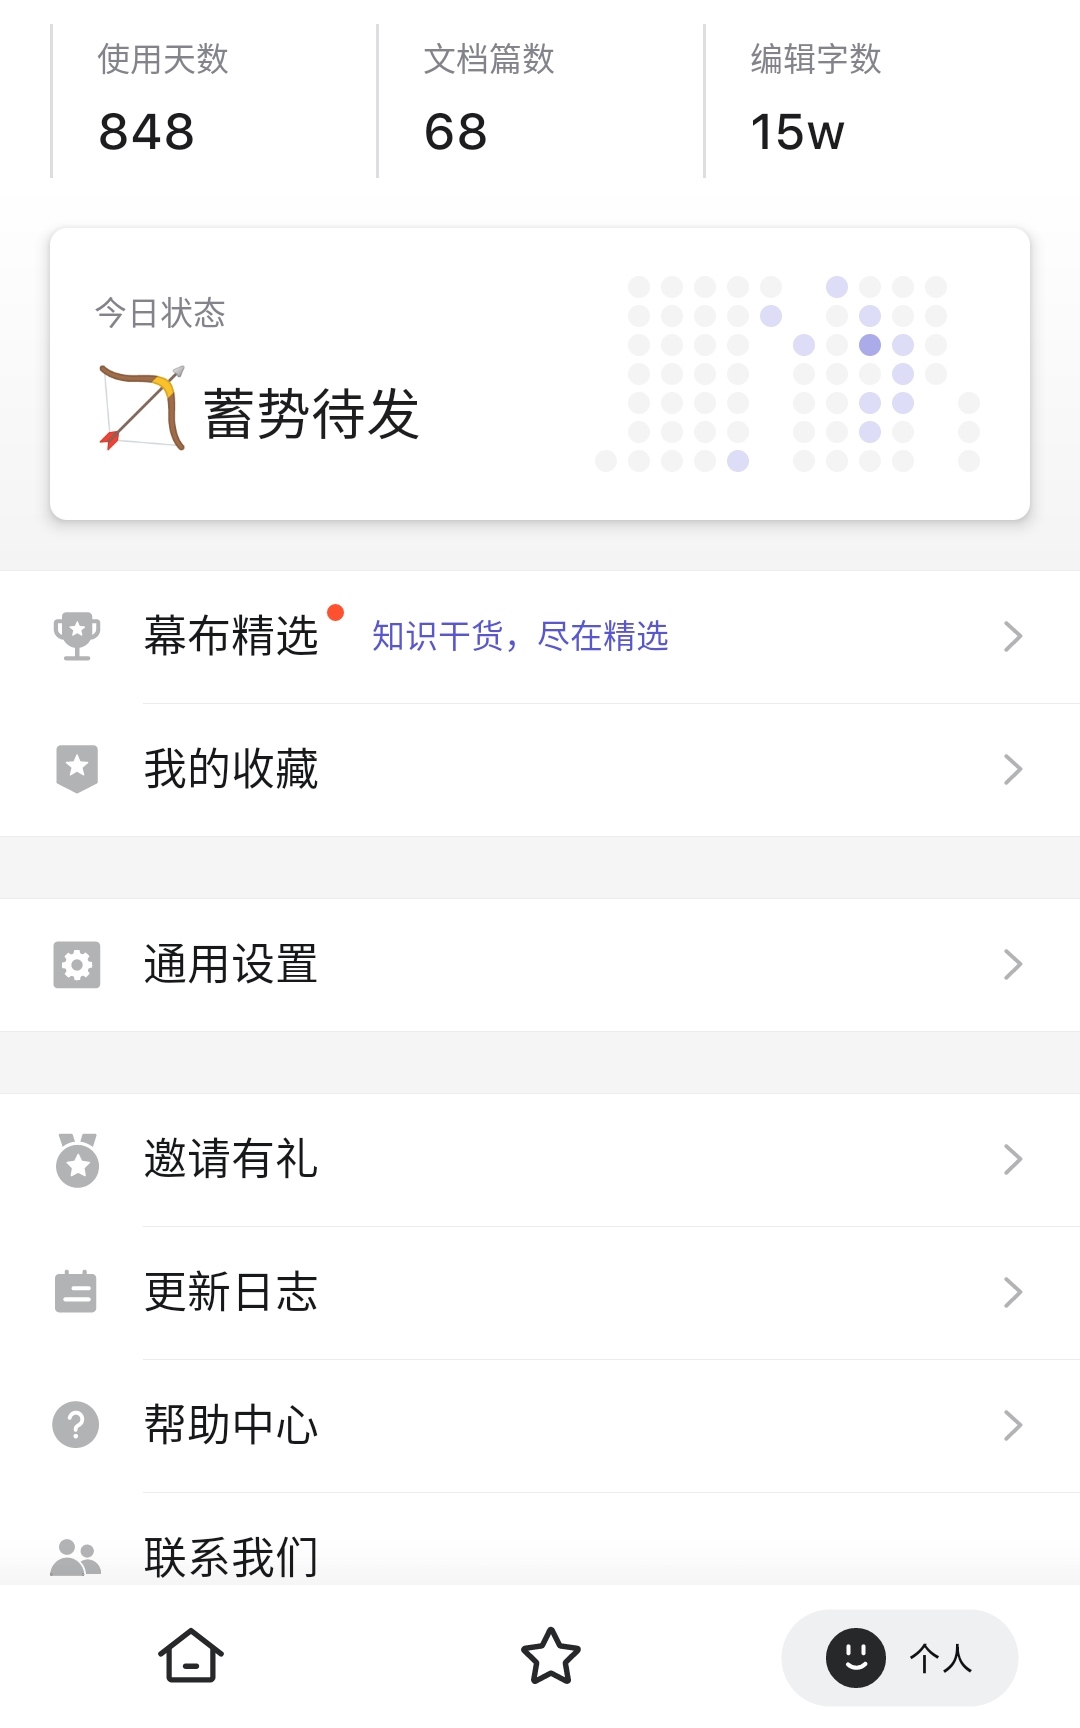 使用天数 文档篇数 编辑字数
848 68 15w
今日状态
蓄势待发
幕布精选 知识干货，尽在精选
我的收藏
通用设置
邀请有礼
更新日志
帮助中心
联系我们
个人